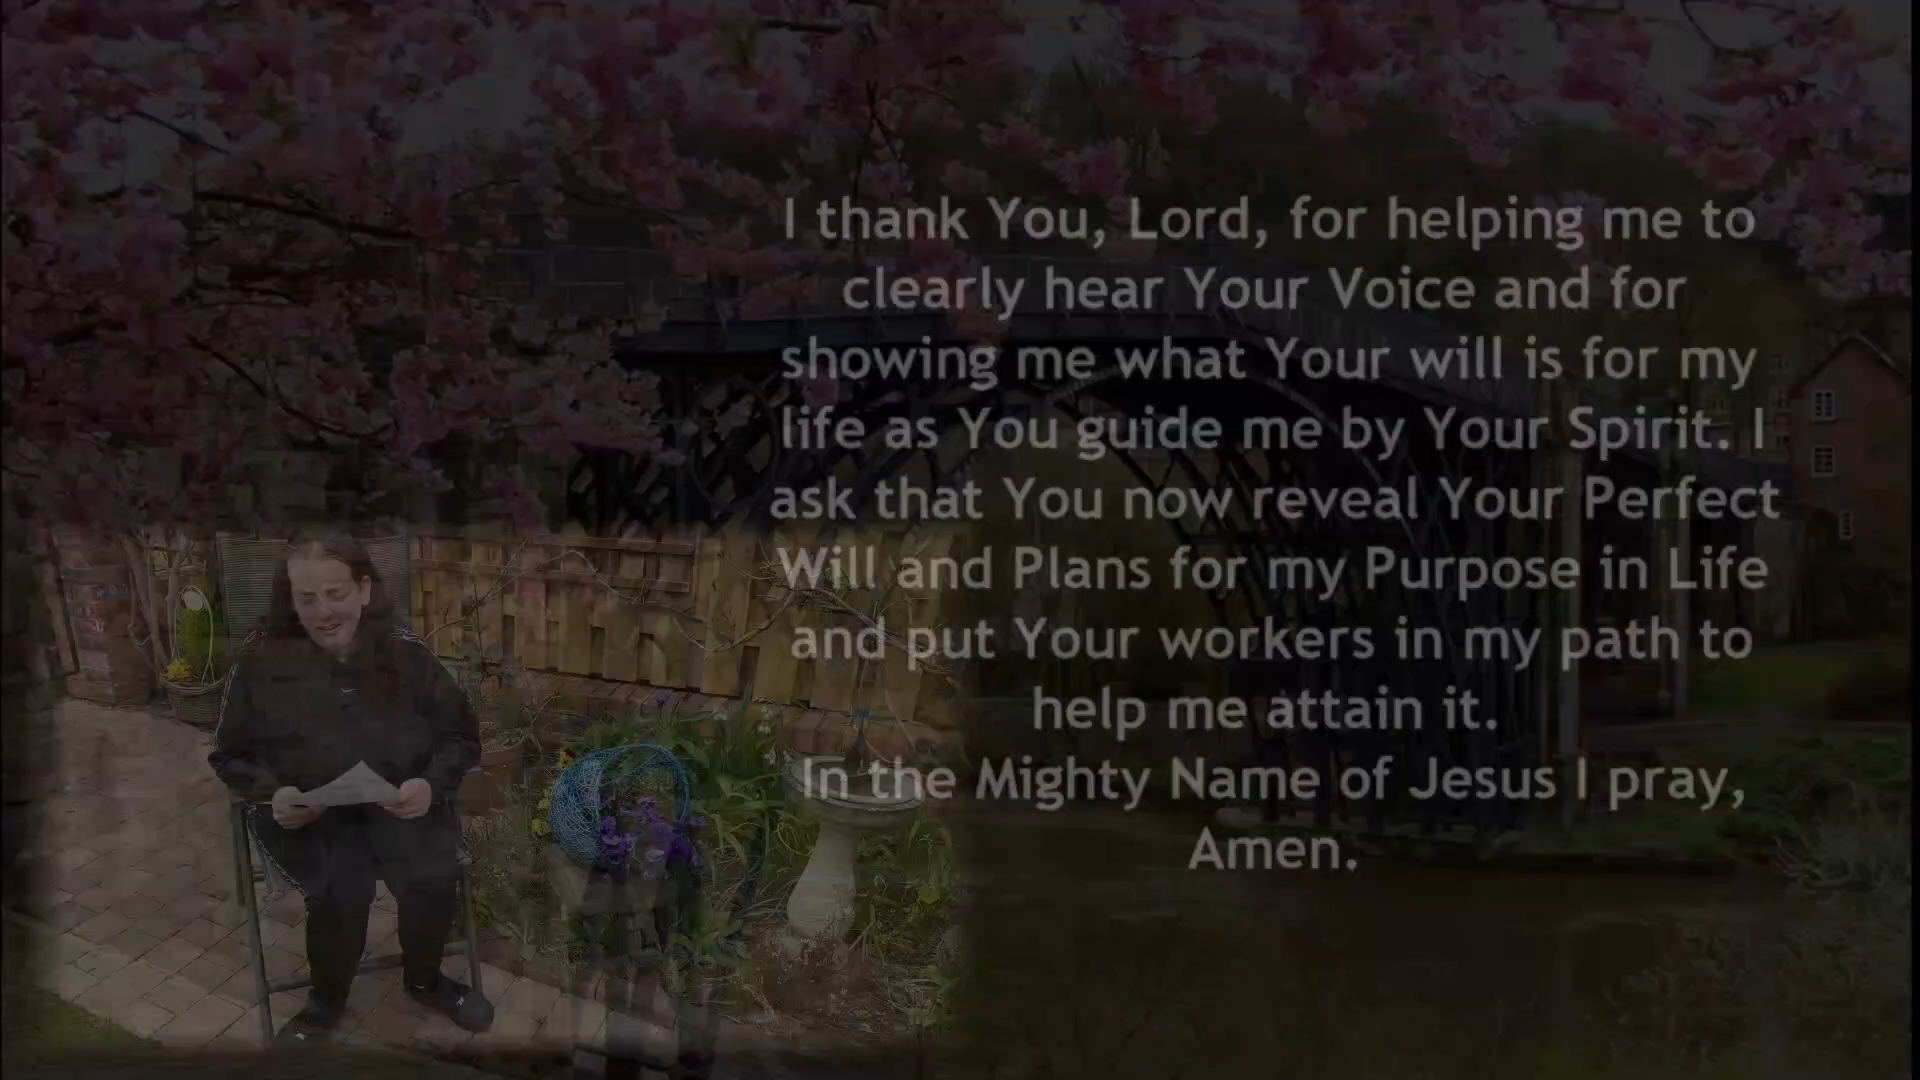 I thank You, Lord, for helping me to
clearly hear Your Voice and for
showing me what Your will is for my
life as You guide me by Your Spirit. I
ask that You now reveal Your Perfect
Will and Plans for my Purpose in Life
and put Your workers in my path to
help me attain it.
In the Mighty Name of Jesus I pray,
Amen.